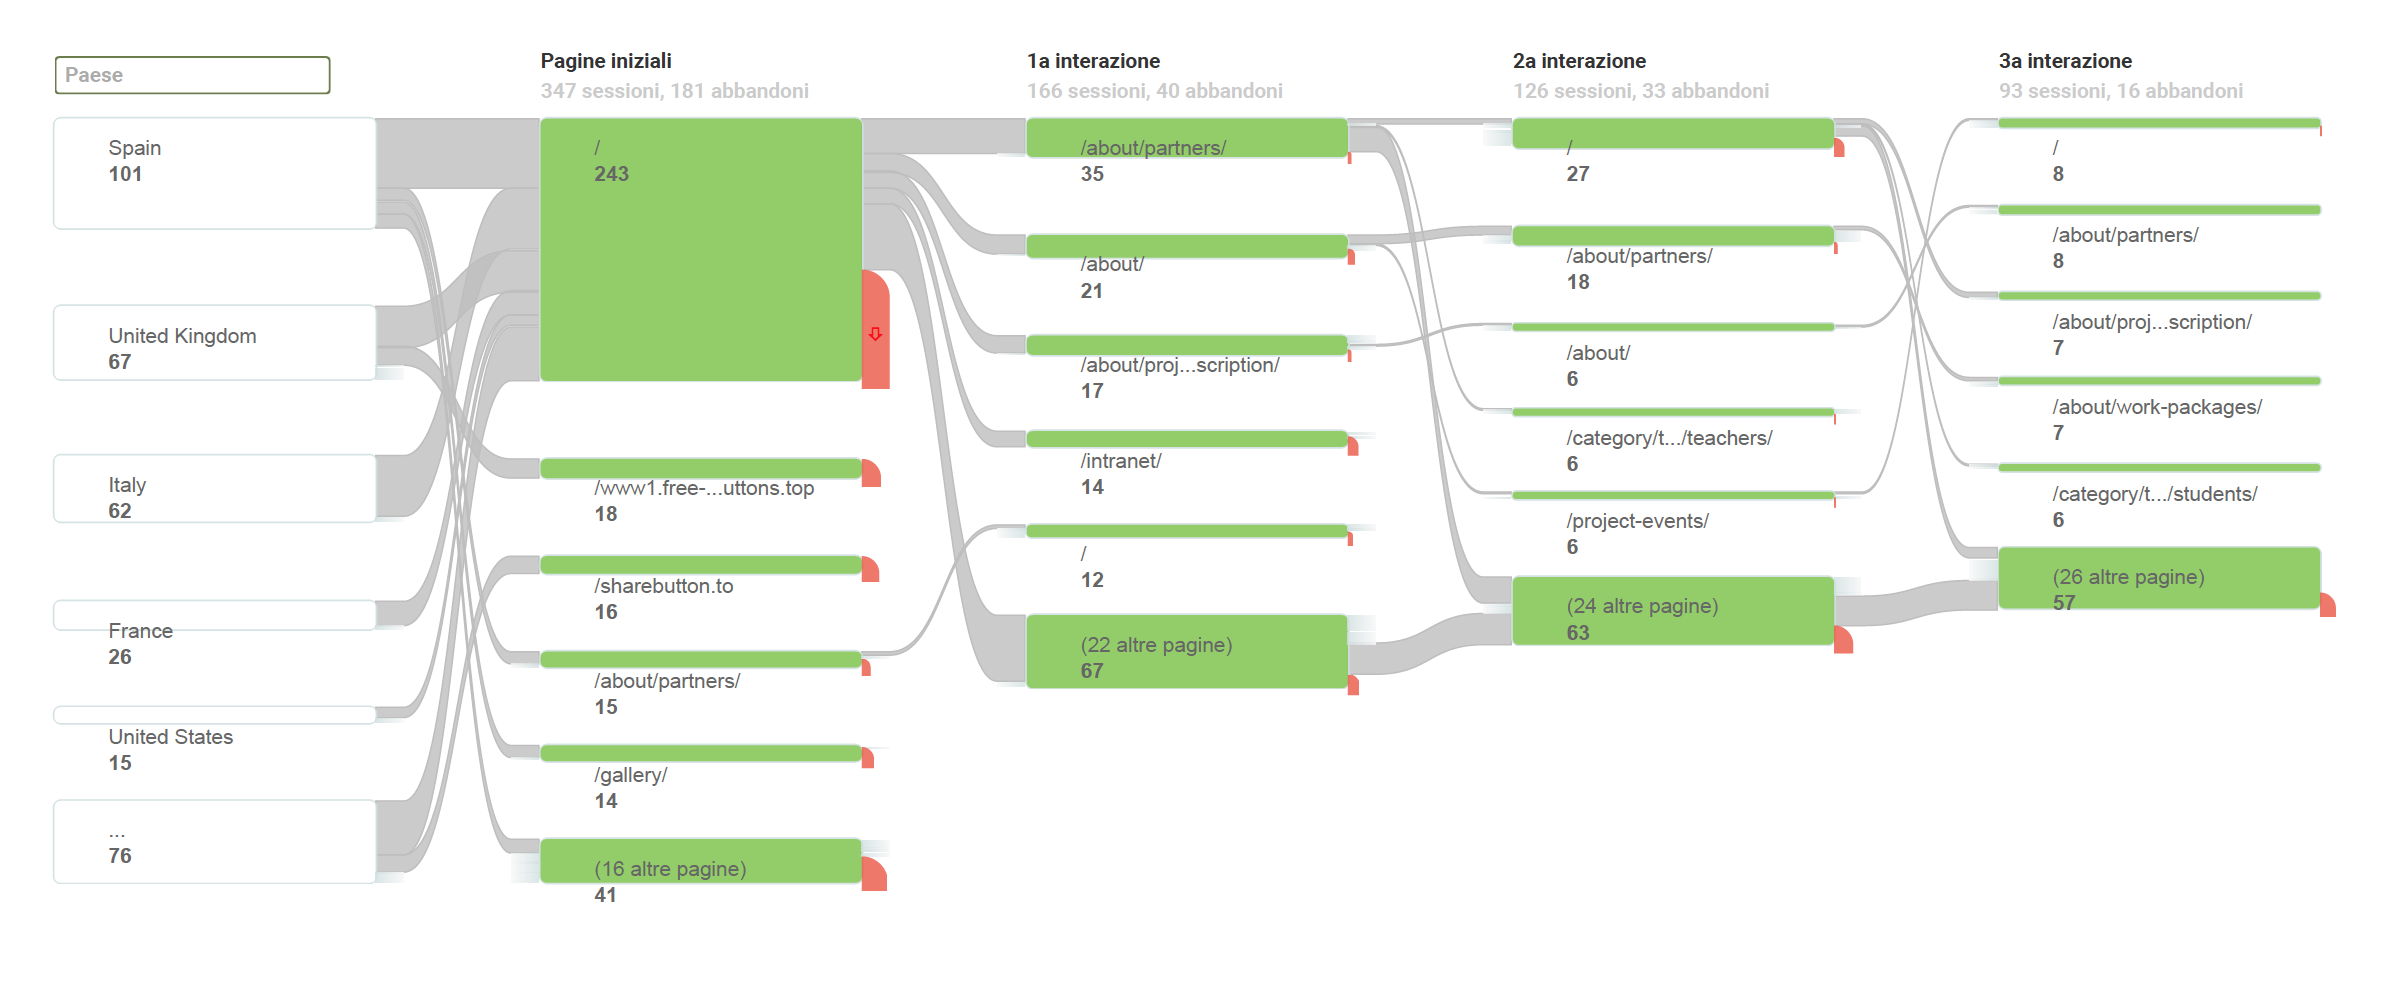 Paese
Spain
101
United Kingdom
67
Italy
62
France
26
United States
15
...
76
Pagine iniziali
347 sessioni, 181 abbandoni
/
243
/www1.free-...uttons.top
18
/sharebutton.to
16
/about/partners/
15
/gallery/
14
(16 altre pagine)
41
1a interazione
166 sessioni, 40 abbandoni
/about/partners/
35
/about/
21
/about/proj...scription/
17
/intranet/
14
/
12
(22 altre pagine)
67
2a interazione
126 sessioni, 33 abbandoni
/
27
/about/partners/
18
/about/
6
/category/t.../teachers/
6
/project-events/
6
(24 altre pagine)
63
3a interazione
93 sessioni, 16 abbandoni
/
8
/about/partners/
8
/about/proj...scription/
7
/about/work-packages/
7
/category/t.../students/
6
(26 altre pagine)
57